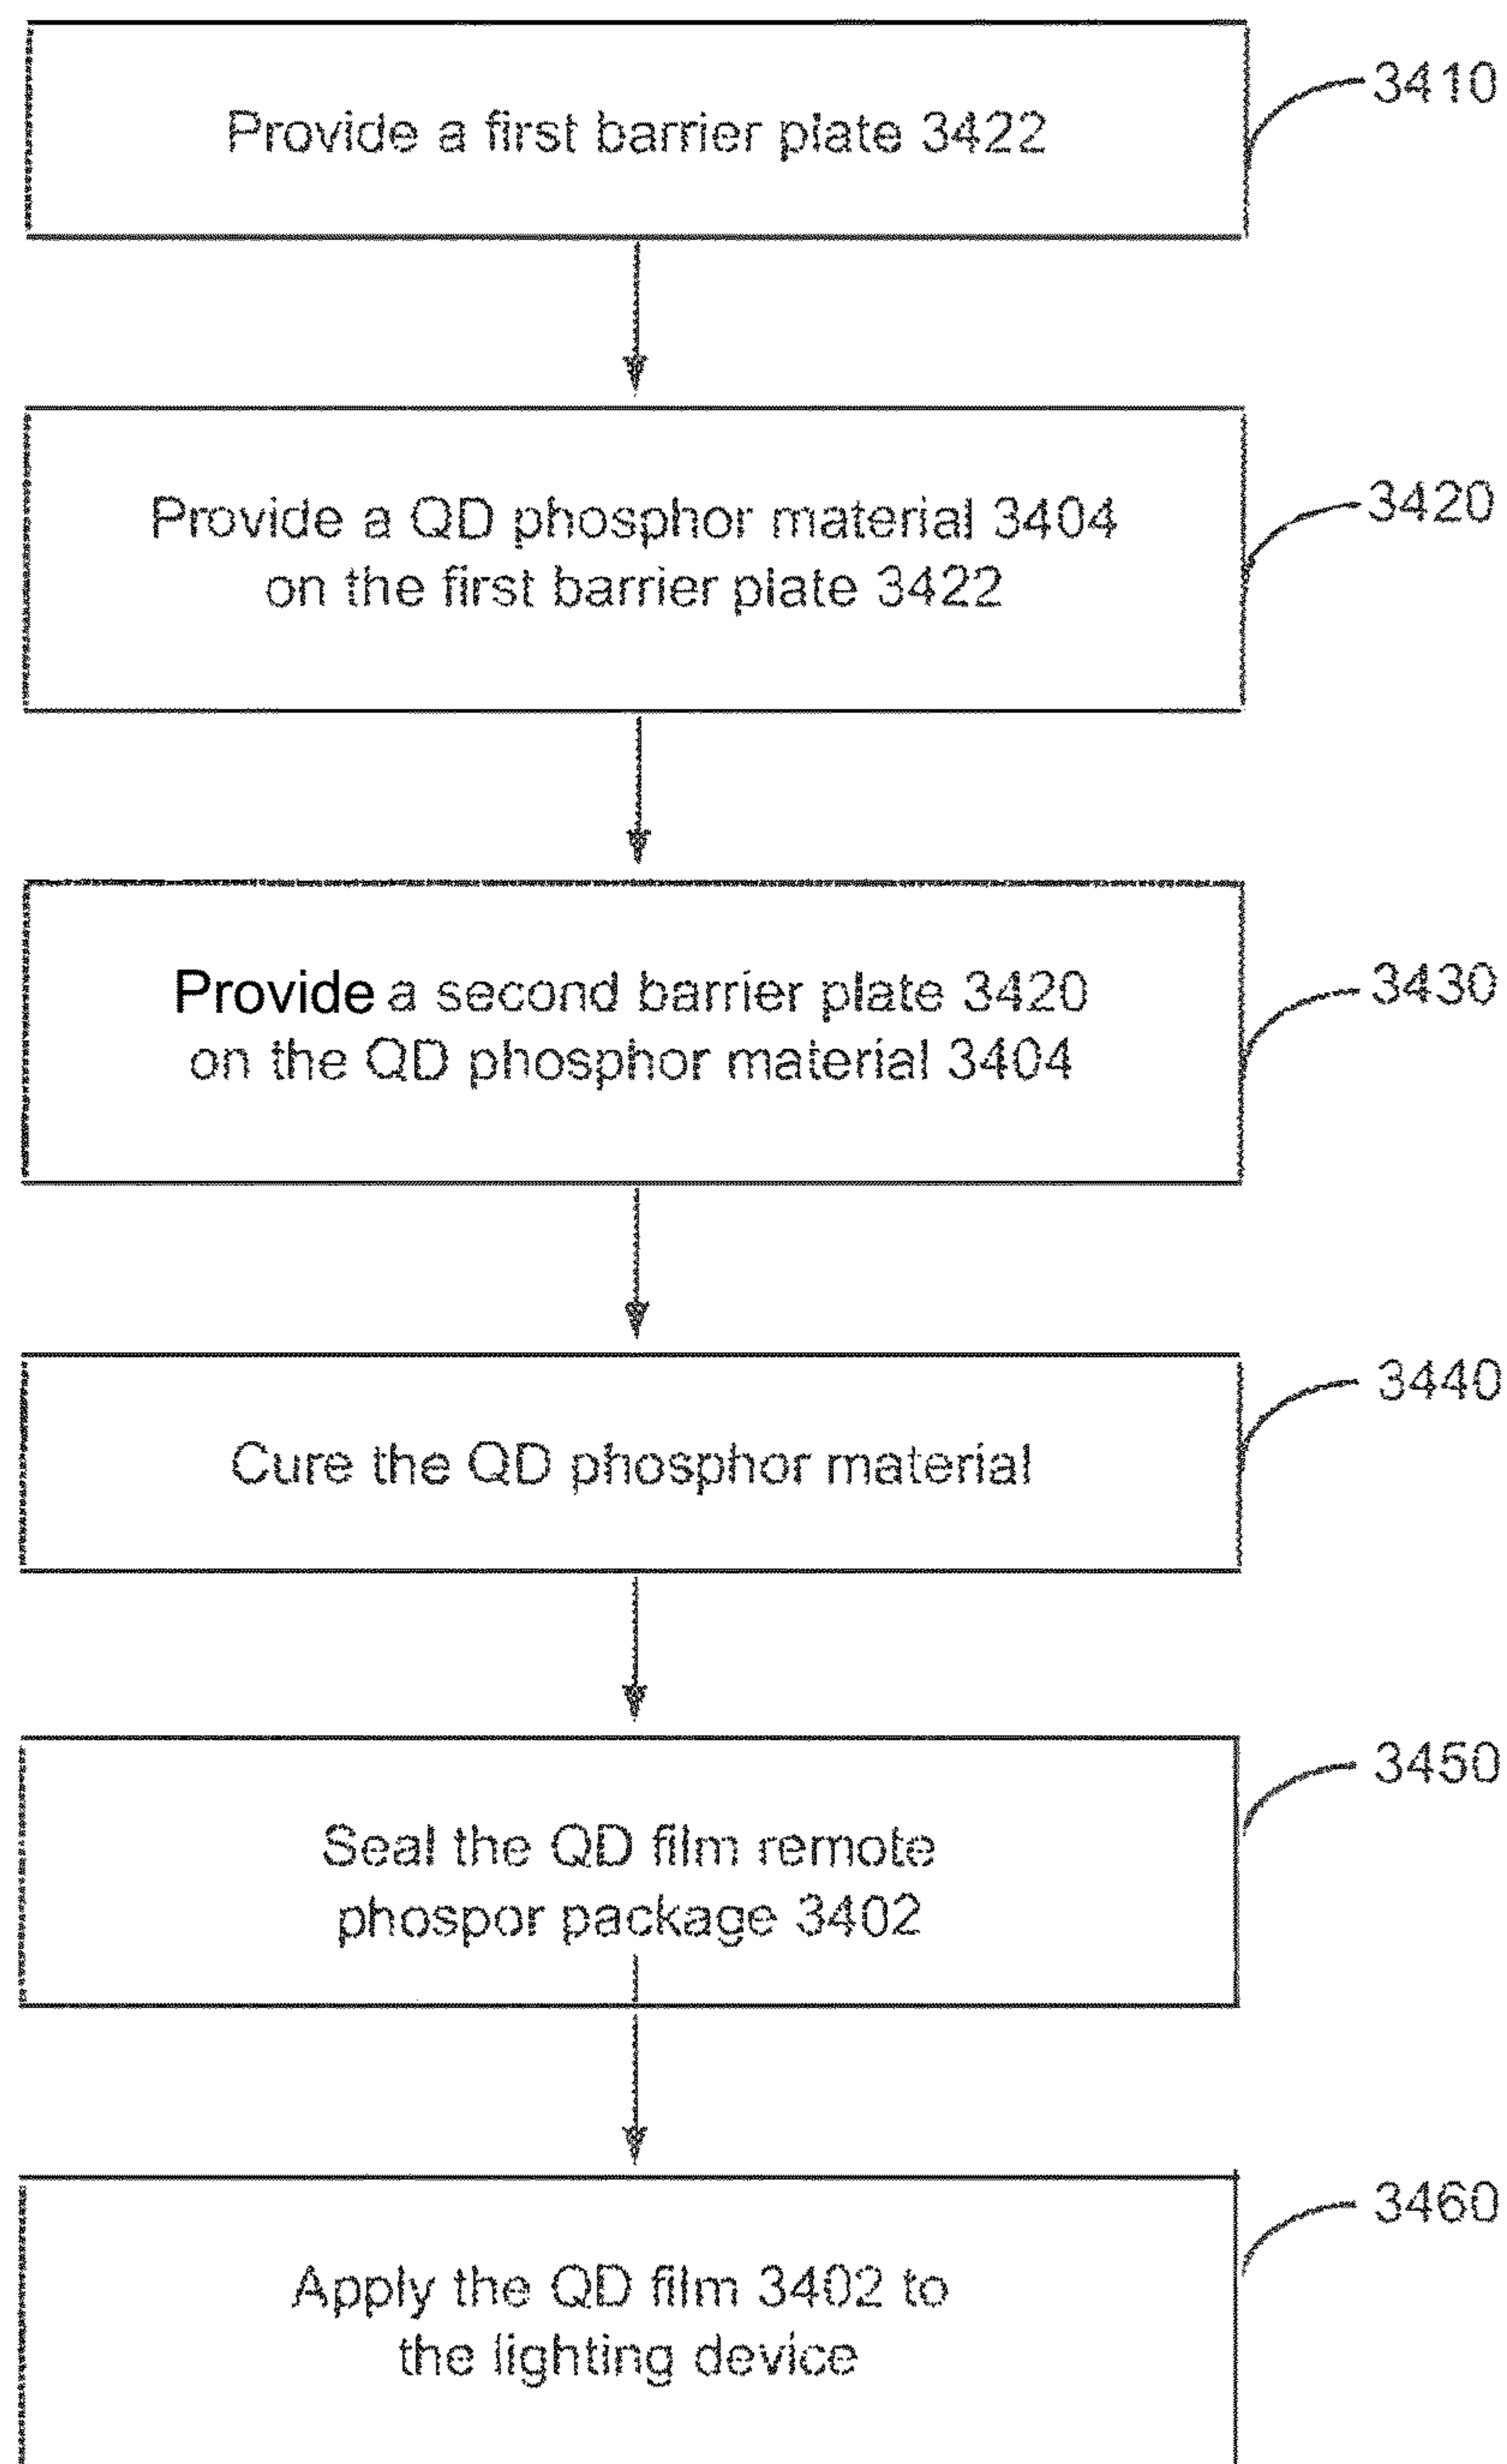 Provide a first barrier plate 3422
3410
Provide a QD phosphor material 3404
on the first barrier plate 3422
3420
Provide a second barrier plate 3420
on the QD phosphor material 3404
3430
Cure the QD phosphor material
3440
Seal the QD film remote
phospor package 3402
3450
Apply the QD film 3402 to
the lighting device
3460